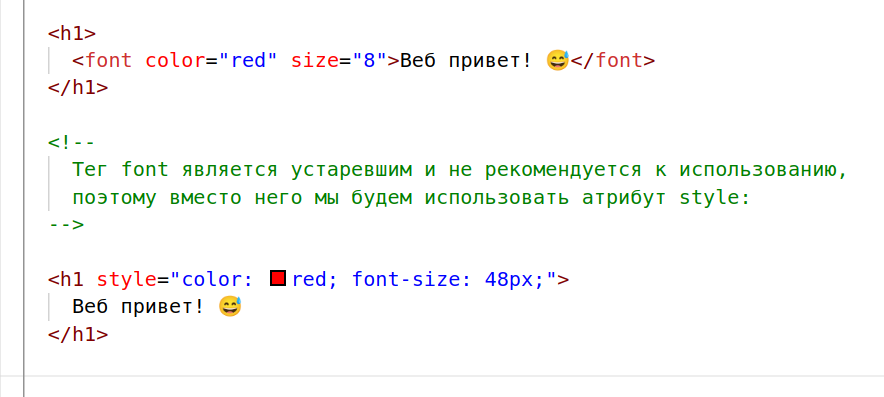 <h1>
<font color="red" size="8">Веб привет! 😅</font>
</h1>
<!--
Тег font является устаревшим и не рекомендуется к использованию,
поэтому вместо него мы будем использовать атрибут style:
-->
<h1 style="color: red; font-size: 48px;">
Веб привет! 😅
</h1>